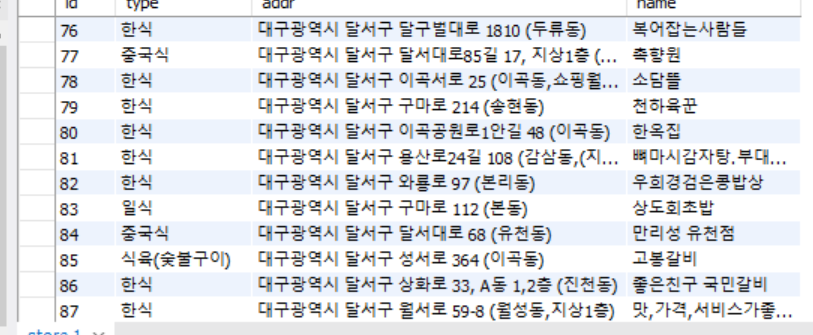 id type addr name
76 한식 대구광역시 달서구 달구벌대로 1810 (두류동) 복어잡는사람들
77 중국식 대구광역시 달서구 달서대로85길 17, 지상1층 (... 촉향원
78 한식 대구광역시 달서구 이곡서로 25 (이곡동,쇼핑월... 소담뜰
79 한식 대구광역시 달서구 구마로 214 (송현동) 천하육꾼
80 한식 대구광역시 달서구 이곡공원로1안길 48 (이곡동) 한옥집
81 한식 대구광역시 달서구 용산로24길 108 (감삼동,(지... 뼈마시감자탕.부대...
82 한식 대구광역시 달서구 와룡로 97 (본리동) 우희경검은콩밥상
83 일식 대구광역시 달서구 구마로 112 (본동) 상도회초밥
84 중국식 대구광역시 달서구 달서대로 68 (유천동) 만리성 유천점
85 식육(숯불구이) 대구광역시 달서구 성서로 364 (이곡동) 고봉갈비
86 한식 대구광역시 달서구 상화로 33, A동 1,2층 (진천동) 좋은친구 국민갈비
87 한식 대구광역시 달서구 월서로 59-8 (월성동,지상1층) 맛,가격,서비스가좋...
store 1